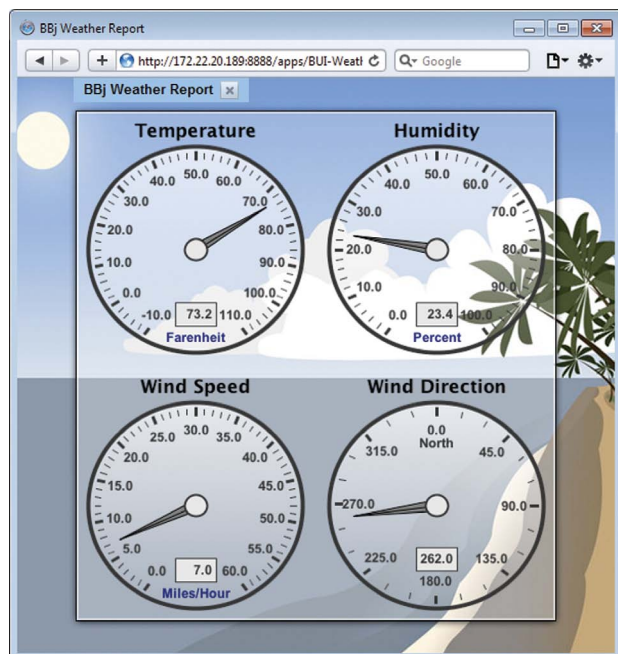 BBj Weather Report
http://172.22.20.189:8888/apps/BUI-Weatl
Google
BBj Weather Report
Temperature
-10.0 0.0 10.0 20.0 30.0 40.0 50.0 60.0 70.0 80.0 90.0 100.0 110.0
73.2
Farenheit
Humidity
0.0 10.0 20.0 30.0 40.0 50.0 60.0 70.0 80.0 90.0 100.0
23.4
Percent
Wind Speed
0.0 5.0 10.0 15.0 20.0 25.0 30.0 35.0 40.0 45.0 50.0 55.0 60.0
7.0
Miles/Hour
Wind Direction
0.0
North
45.0 90.0 135.0 180.0 225.0 270.0 315.0
262.0